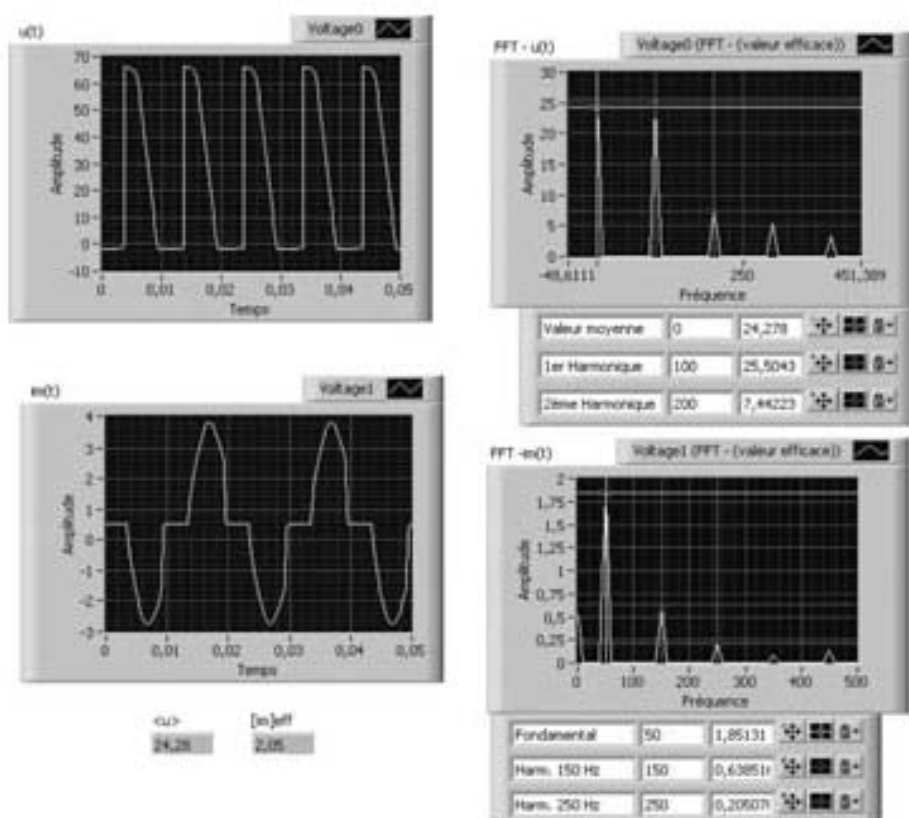 u(t)
Voltage0
70
60
50
40
30
20
10
0
-10
Amplitude
0
0,01
0,02
0,03
0,04
0,05
Temps
FFT - u(t)
Voltage0 (FFT - (valeur efficace))
30
25
20
15
10
5
0
Amplitude
-48,6111
250
451,389
Fréquence
Valeur moyenne 0 24,278
1er Harmonique 100 25,5043
2ème Harmonique 200 7,44223
im(t)
Voltage1
4
3
2
1
0
-1
-2
-3
Amplitude
0
0,01
0,02
0,03
0,04
0,05
Temps
<u>
24,28
[im]eff
2,05
FFT -im(t)
Voltage1 (FFT - (valeur efficace))
2
1,75
1,5
1,25
1
0,75
0,5
0,25
0
Amplitude
0
100
200
300
400
500
Fréquence
Fondamental 50 1,85131
Harm. 150 Hz 150
Harm. 250 Hz 250